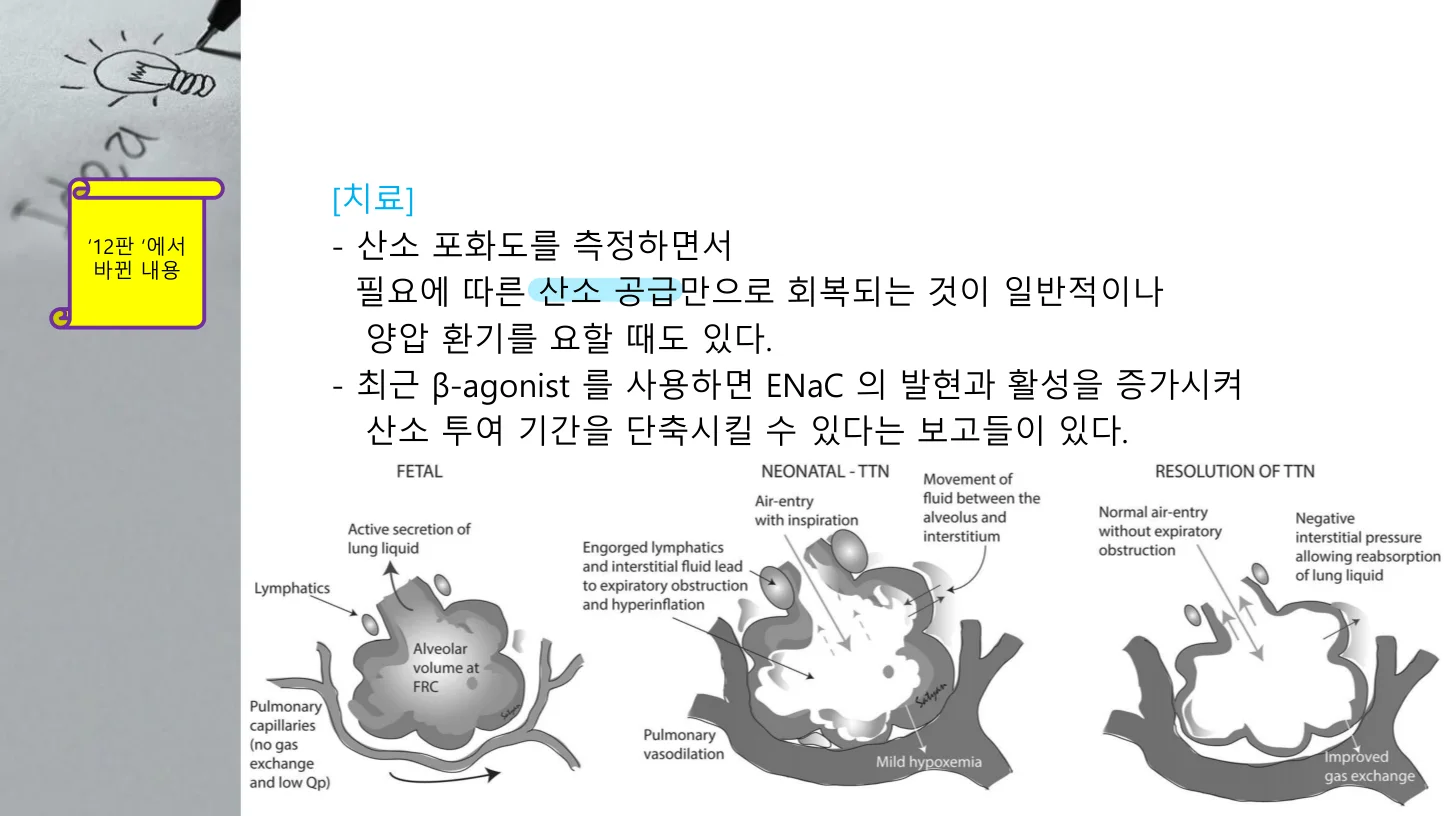 Idea
‘12판 ‘에서
바뀐 내용
[치료]
- 산소 포화도를 측정하면서
필요에 따른 산소 공급만으로 회복되는 것이 일반적이나
양압 환기를 요할 때도 있다.
- 최근 β-agonist 를 사용하면 ENaC 의 발현과 활성을 증가시켜
산소 투여 기간을 단축시킬 수 있다는 보고들이 있다.
FETAL
Active secretion of
lung liquid
Lymphatics
Alveolar
volume at
FRC
Pulmonary
capillaries
(no gas
exchange
and low Qp)
Satyan
NEONATAL - TTN
Air-entry
with inspiration
Movement of
fluid between the
alveolus and
interstitium
Engorged lymphatics
and interstitial fluid lead
to expiratory obstruction
and hyperinflation
Satyan
Pulmonary
vasodilation
Mild hypoxemia
RESOLUTION OF TTN
Normal air-entry
without expiratory
obstruction
Negative
interstitial pressure
allowing reabsorption
of lung liquid
Improved
gas exchange